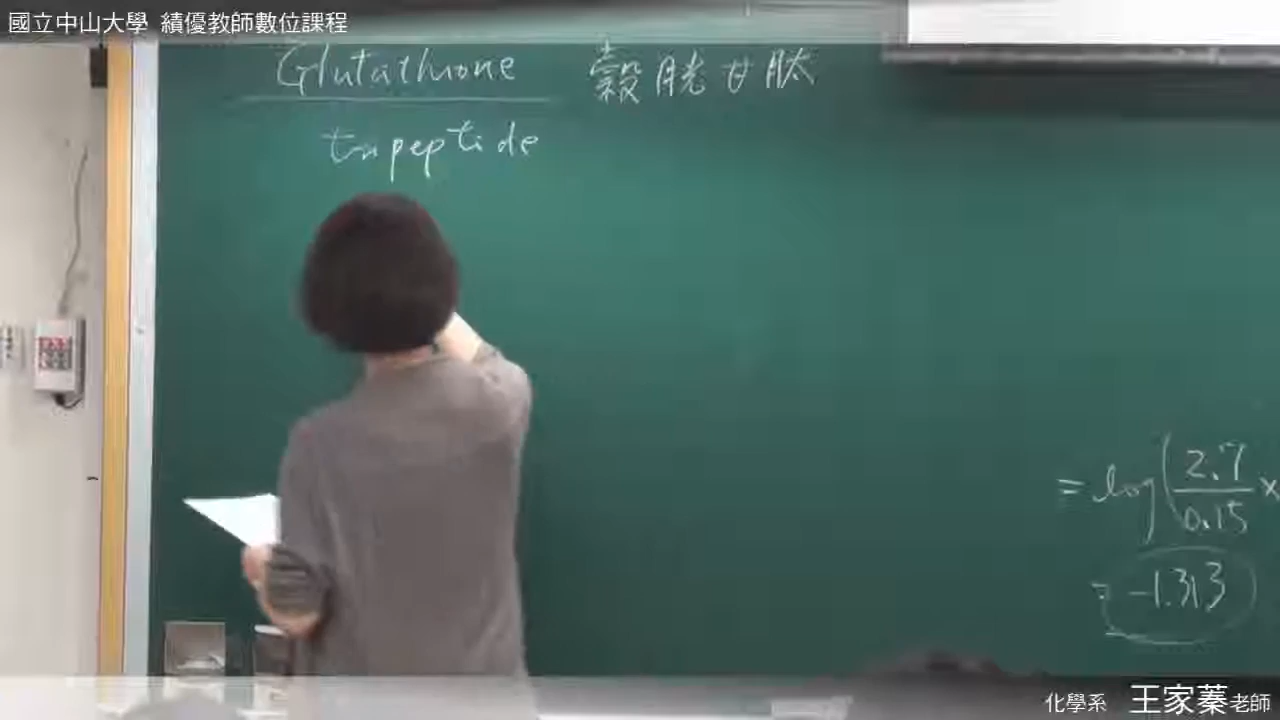 國立中山大學 績優教師數位課程
Glutathione 穀胱甘肽
tripeptide
= log(2.7/0.15 ×
= -1.313
化學系 王家蓁老師